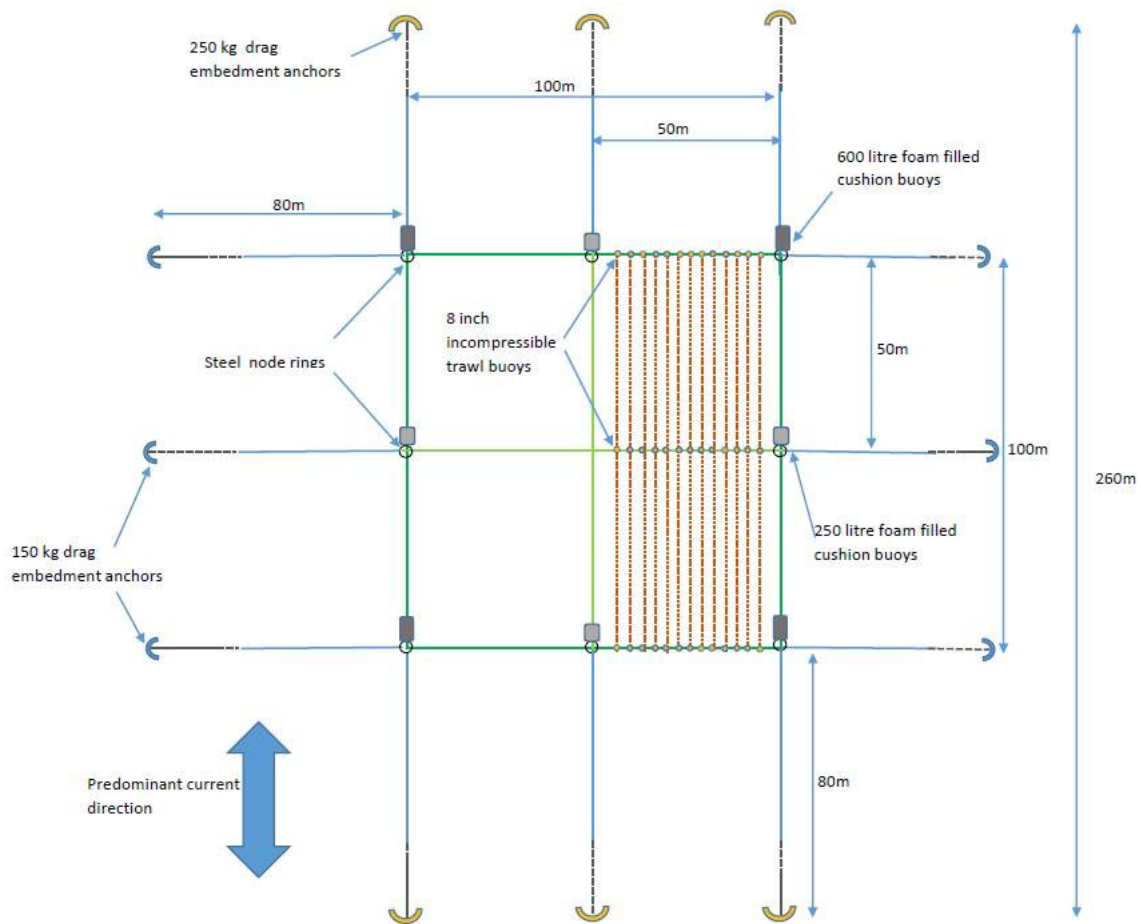 250 kg  drag
embedment anchors
100m
50m
600 litre foam filled
cushion buoys
80m
8 inch
incompressible
trawl buoys
50m
Steel  node rings
100m
260m
150 kg drag
embedment anchors
250 litre foam filled
cushion buoys
Predominant current
direction
80m